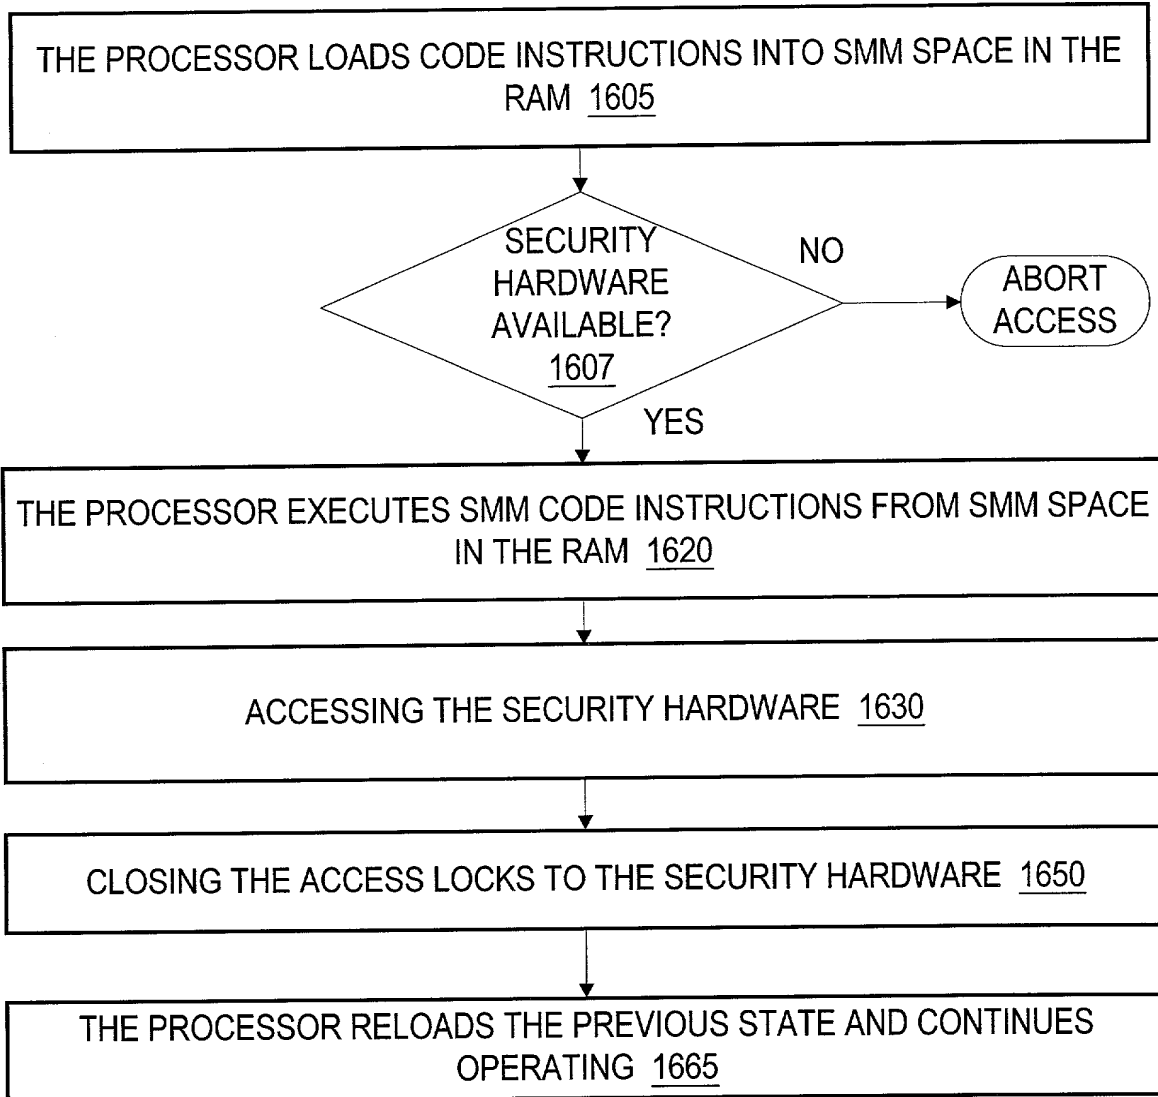 THE PROCESSOR LOADS CODE INSTRUCTIONS INTO SMM SPACE IN THE
RAM 1605
SECURITY
HARDWARE
AVAILABLE?
1607
NO
ABORT
ACCESS
YES
THE PROCESSOR EXECUTES SMM CODE INSTRUCTIONS FROM SMM SPACE
IN THE RAM 1620
ACCESSING THE SECURITY HARDWARE 1630
CLOSING THE ACCESS LOCKS TO THE SECURITY HARDWARE 1650
THE PROCESSOR RELOADS THE PREVIOUS STATE AND CONTINUES
OPERATING 1665